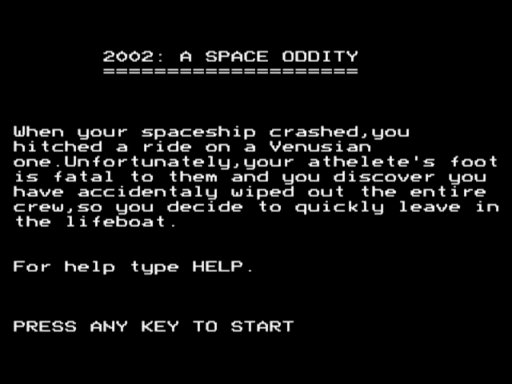 2002: A SPACE ODDITY
====================
When your spaceship crashed,you
hitched a ride on a Venusian
one.Unfortunately,your athelete's foot
is fatal to them and you discover you
have accidentaly wiped out the entire
crew,so you decide to quickly leave in
the lifeboat.
For help type HELP.
PRESS ANY KEY TO START